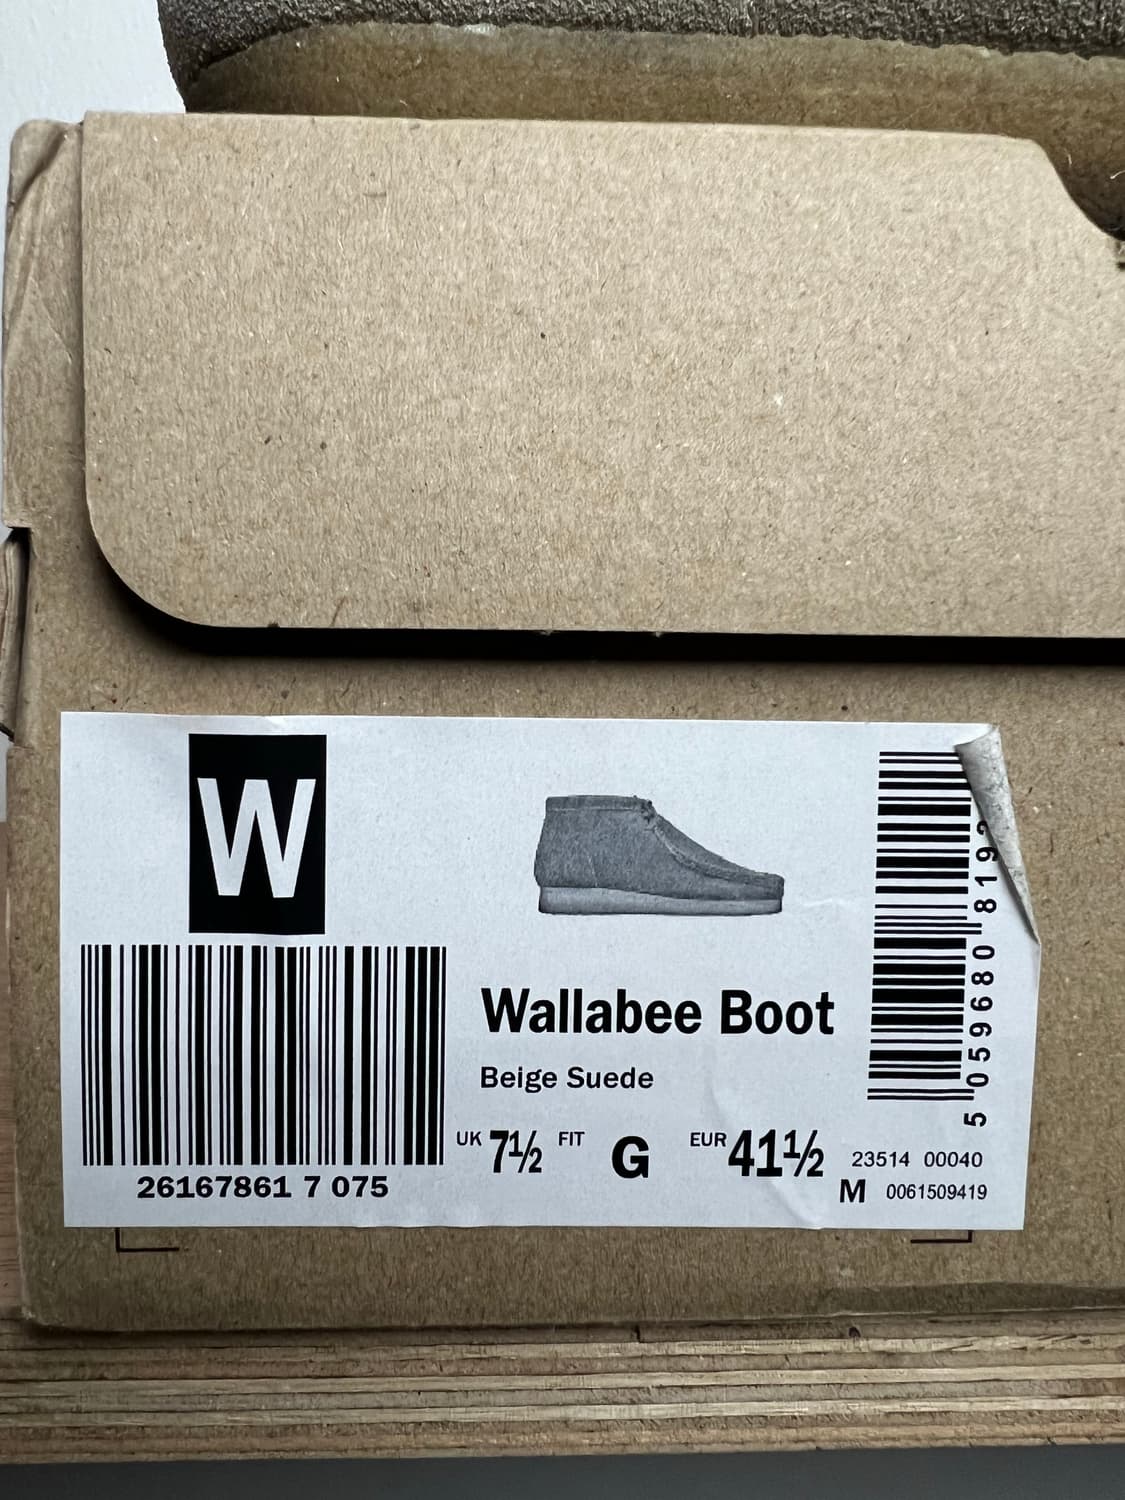 W
26167861 7 075
Wallabee Boot
Beige Suede
UK 7½ FIT G EUR 41½
5 059680 819
23514 00040
M 0061509419